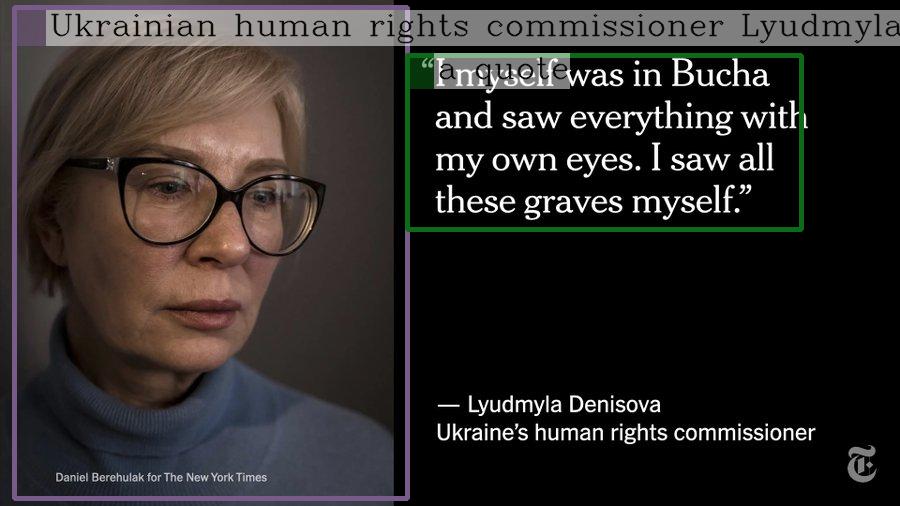 Ukrainian human rights commissioner Lyudmyla
a quote
“I myself was in Bucha
and saw everything with
my own eyes. I saw all
these graves myself.”
— Lyudmyla Denisova
Ukraine’s human rights commissioner
Daniel Berehulak for The New York Times
T